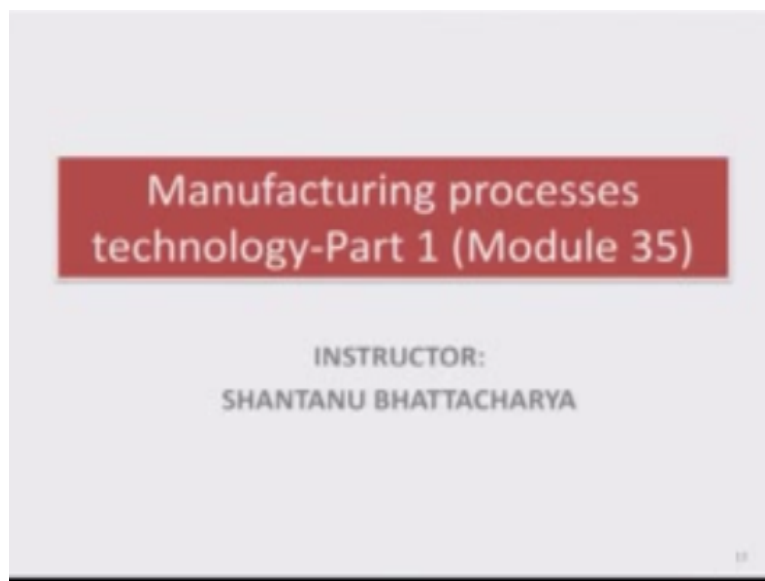 Manufacturing processes
technology-Part 1 (Module 35)
INSTRUCTOR:
SHANTANU BHATTACHARYA